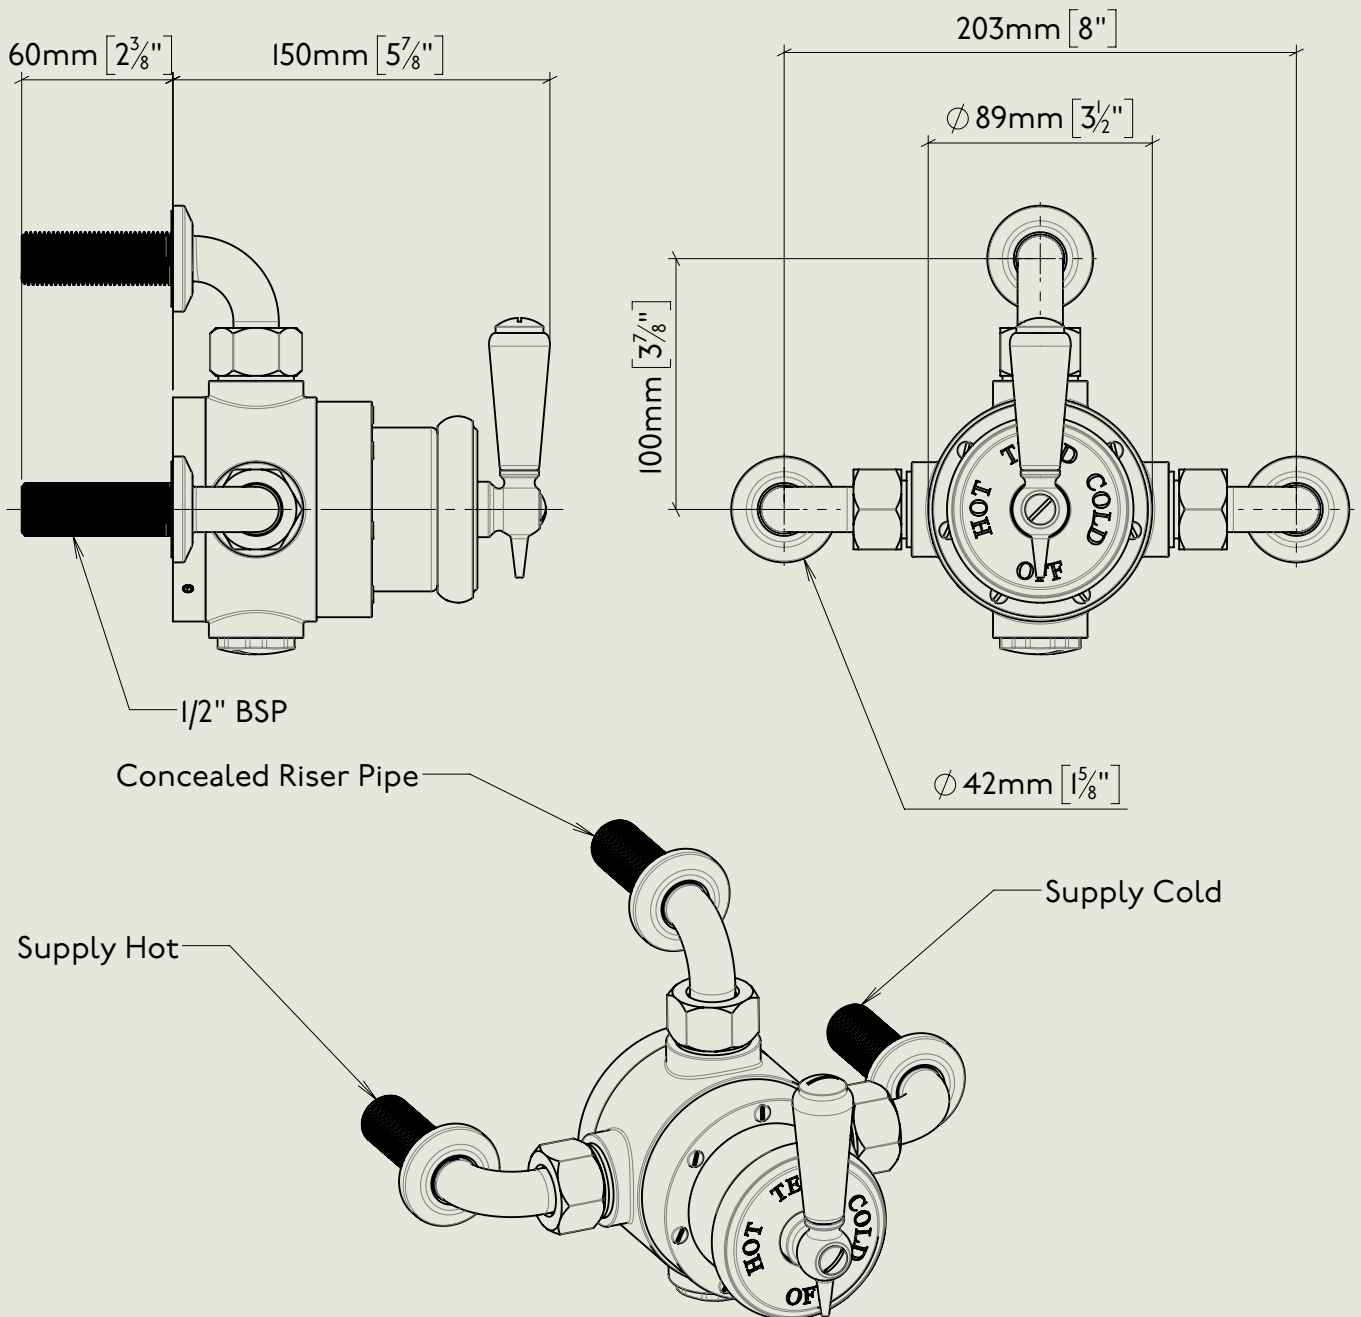 60mm [2⅜"]
150mm [5⅞"]
203mm [8"]
⌀ 89mm [3½"]
100mm [3⅞"]
HOT
COLD
1/2" BSP
Concealed Riser Pipe
⌀ 42mm [1⅝"]
Supply Cold
Supply Hot
HOT
COLD